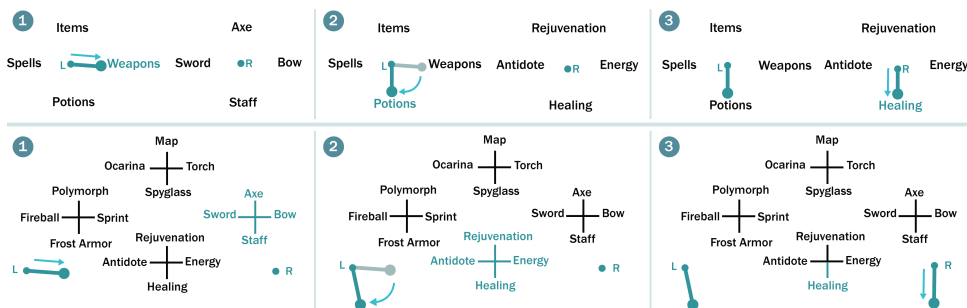 1
Items
Axe
Spells
L
Weapons
Sword
R
Bow
Potions
Staff
2
Items
Rejuvenation
Spells
L
Weapons
Antidote
R
Energy
Potions
Healing
3
Items
Rejuvenation
Spells
L
Weapons
Antidote
R
Energy
Potions
Healing
1
Map
Ocarina
Torch
Spyglass
Polymorph
Fireball
Sprint
Frost Armor
Axe
Sword
Bow
Staff
Rejuvenation
Antidote
Energy
Healing
L
R
2
Map
Ocarina
Torch
Spyglass
Polymorph
Fireball
Sprint
Frost Armor
Axe
Sword
Bow
Staff
Rejuvenation
Antidote
Energy
Healing
L
R
3
Map
Ocarina
Torch
Spyglass
Polymorph
Fireball
Sprint
Frost Armor
Axe
Sword
Bow
Staff
Rejuvenation
Antidote
Energy
Healing
L
R